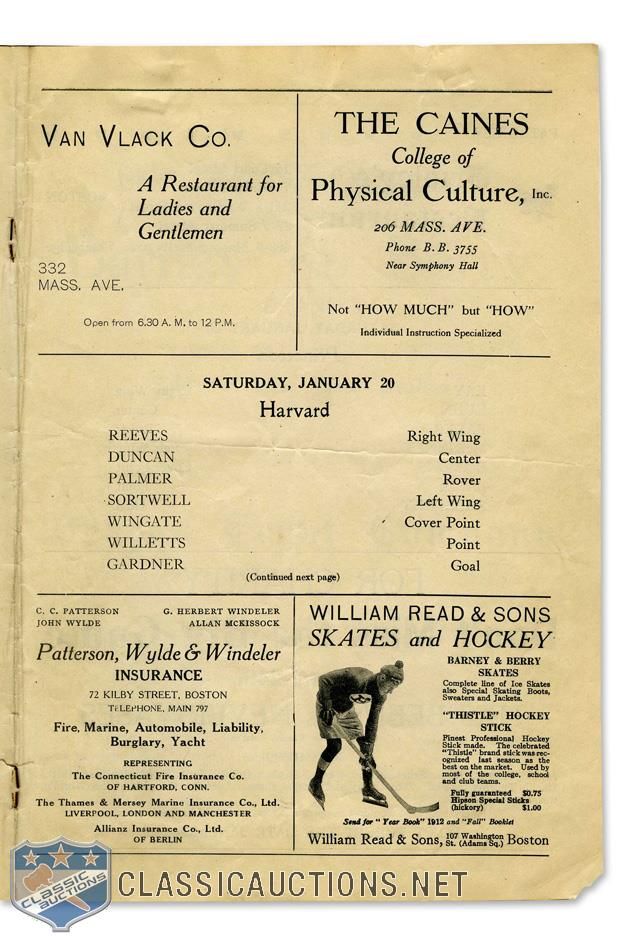 VAN VLACK CO.
A Restaurant for
Ladies and
Gentlemen
332
MASS. AVE.
Open from 6.30 A. M. to 12 P.M.
THE CAINES
College of
Physical Culture, Inc.
206 MASS. AVE.
Phone B. B. 3755
Near Symphony Hall
Not "HOW MUCH" but "HOW"
Individual Instruction Specialized
SATURDAY, JANUARY 20
Harvard
REEVES Right Wing
DUNCAN Center
PALMER Rover
SORTWELL Left Wing
WINGATE Cover Point
WILLETTS Point
GARDNER Goal
(Continued next page)
C. C. PATTERSON G. HERBERT WINDELER
JOHN WYLDE ALLAN MCKISSOCK
Patterson, Wylde & Windeler
INSURANCE
72 KILBY STREET, BOSTON
TELEPHONE, MAIN 797
Fire, Marine, Automobile, Liability,
Burglary, Yacht
REPRESENTING
The Connecticut Fire Insurance Co.
OF HARTFORD, CONN.
The Thames & Mersey Marine Insurance Co., Ltd.
LIVERPOOL, LONDON AND MANCHESTER
Allianz Insurance Co., Ltd.
OF BERLIN
WILLIAM READ & SONS
SKATES and HOCKEY
BARNEY & BERRY
SKATES
Complete line of Ice Skates
also Special Skating Boots,
Sweaters and Jackets.
"THISTLE" HOCKEY
STICK
Finest Professional Hockey
Stick made. The celebrated
"Thistle" brand stick was rec-
ognized last season as the
best on the market. Used by
most of the college, school
and club teams.
Fully guaranteed $0.75
Hipson Special Sticks
(hickory) $1.00
Send for "Year Book" 1912 and "Fall" Booklet
William Read & Sons, 107 Washington St. (Adams Sq.) Boston
CLASSIC
AUCTIONS
CLASSICAUCTIONS.NET